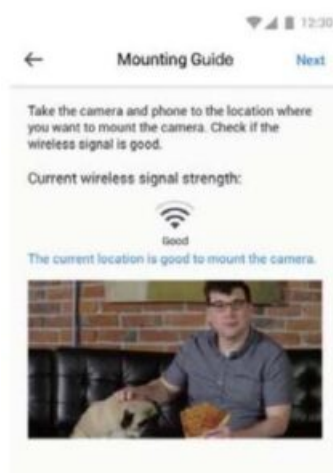 12:30
Mounting Guide
Next
Take the camera and phone to the location where
you want to mount the camera. Check if the
wireless signal is good.
Current wireless signal strength:
Good
The current location is good to mount the camera.